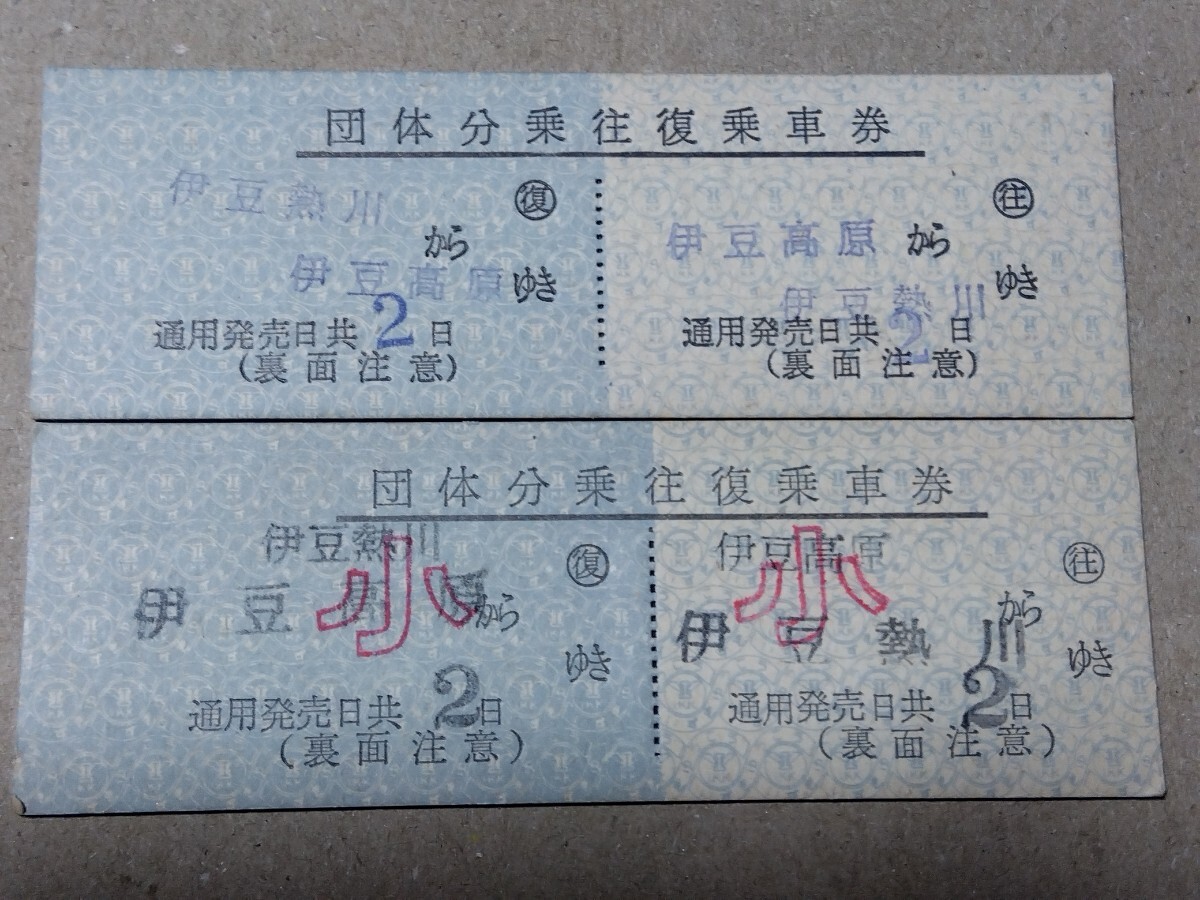 団体分乗往復乗車券
伊豆熱川
復
から
伊豆高原
ゆき
通用発売日共2日
(裏面注意)
往
伊豆高原から
伊豆熱川
ゆき
通用発売日共2日
(裏面注意)
団体分乗往復乗車券
伊豆熱川
小
復
伊豆高原から
ゆき
通用発売日共2日
(裏面注意)
伊豆高原
小
往
から
伊豆熱川
ゆき
通用発売日共2日
(裏面注意)